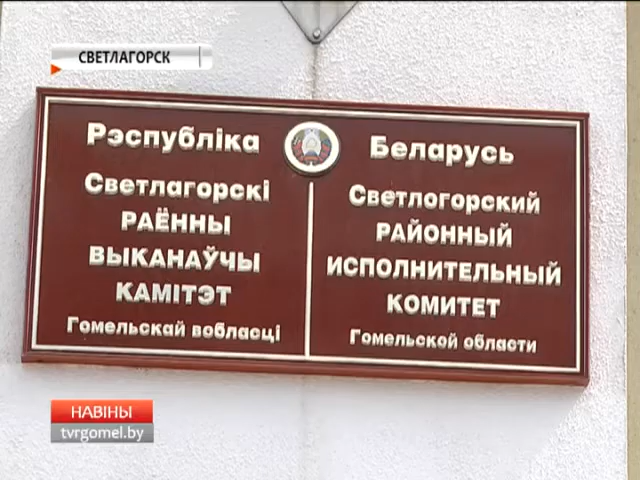 СВЕТЛАГОРСК
Рэспубліка Беларусь
Светлагорскі
РАЁННЫ
ВЫКАНАЎЧЫ
КАМІТЭТ
Гомельскай вобласці
Светлогорский
РАЙОННЫЙ
ИСПОЛНИТЕЛЬНЫЙ
КОМИТЕТ
Гомельской области
НАВІНЫ
tvrgomel.by